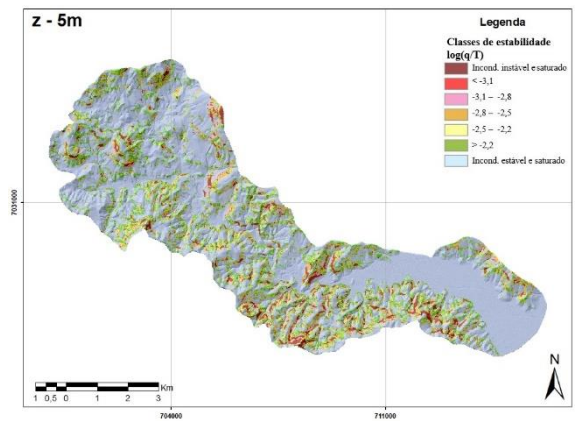 z - 5m
Legenda
Classes de estabilidade
log(q/T)
Incond. instável e saturado
< -3,1
-3,1 – -2,8
-2,8 – -2,5
-2,5 – -2,2
> -2,2
Incond. estável e saturado
7031000
N
1 0,5 0 1 2 3 Km
704000 711000